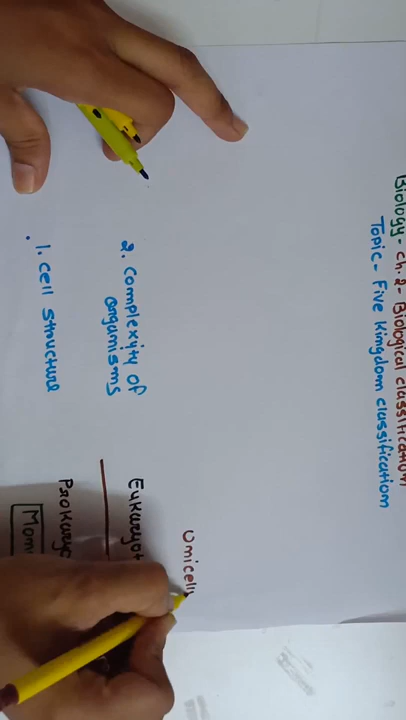 Biology- ch.2- Biological classification
Topic- Five Kingdom classification
Unicell
2. Complexity of
organisms
Eukaryot
1. Cell structure
Prokaryo
Mon